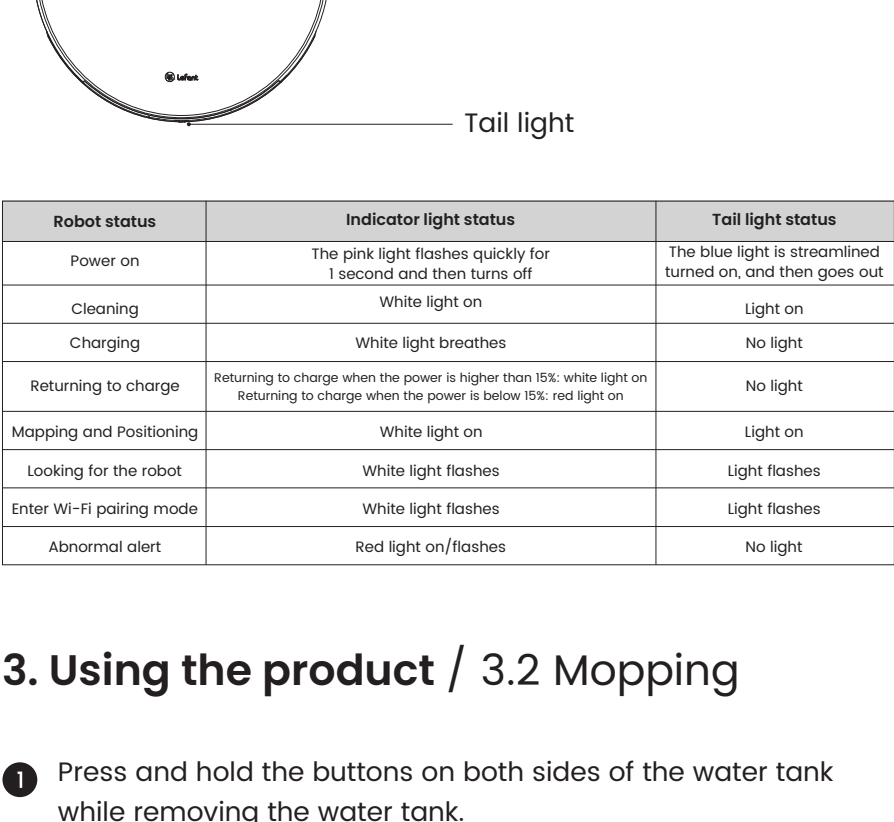 Lefant
Tail light
Robot status
Indicator light status
Tail light status
Power on
The pink light flashes quickly for
1 second and then turns off
The blue light is streamlined
turned on, and then goes out
Cleaning
White light on
Light on
Charging
White light breathes
No light
Returning to charge
Returning to charge when the power is higher than 15%: white light on
Returning to charge when the power is below 15%: red light on
No light
Mapping and Positioning
White light on
Light on
Looking for the robot
White light flashes
Light flashes
Enter Wi-Fi pairing mode
White light flashes
Light flashes
Abnormal alert
Red light on/flashes
No light
3. Using the product / 3.2 Mopping
1 Press and hold the buttons on both sides of the water tank
while removing the water tank.